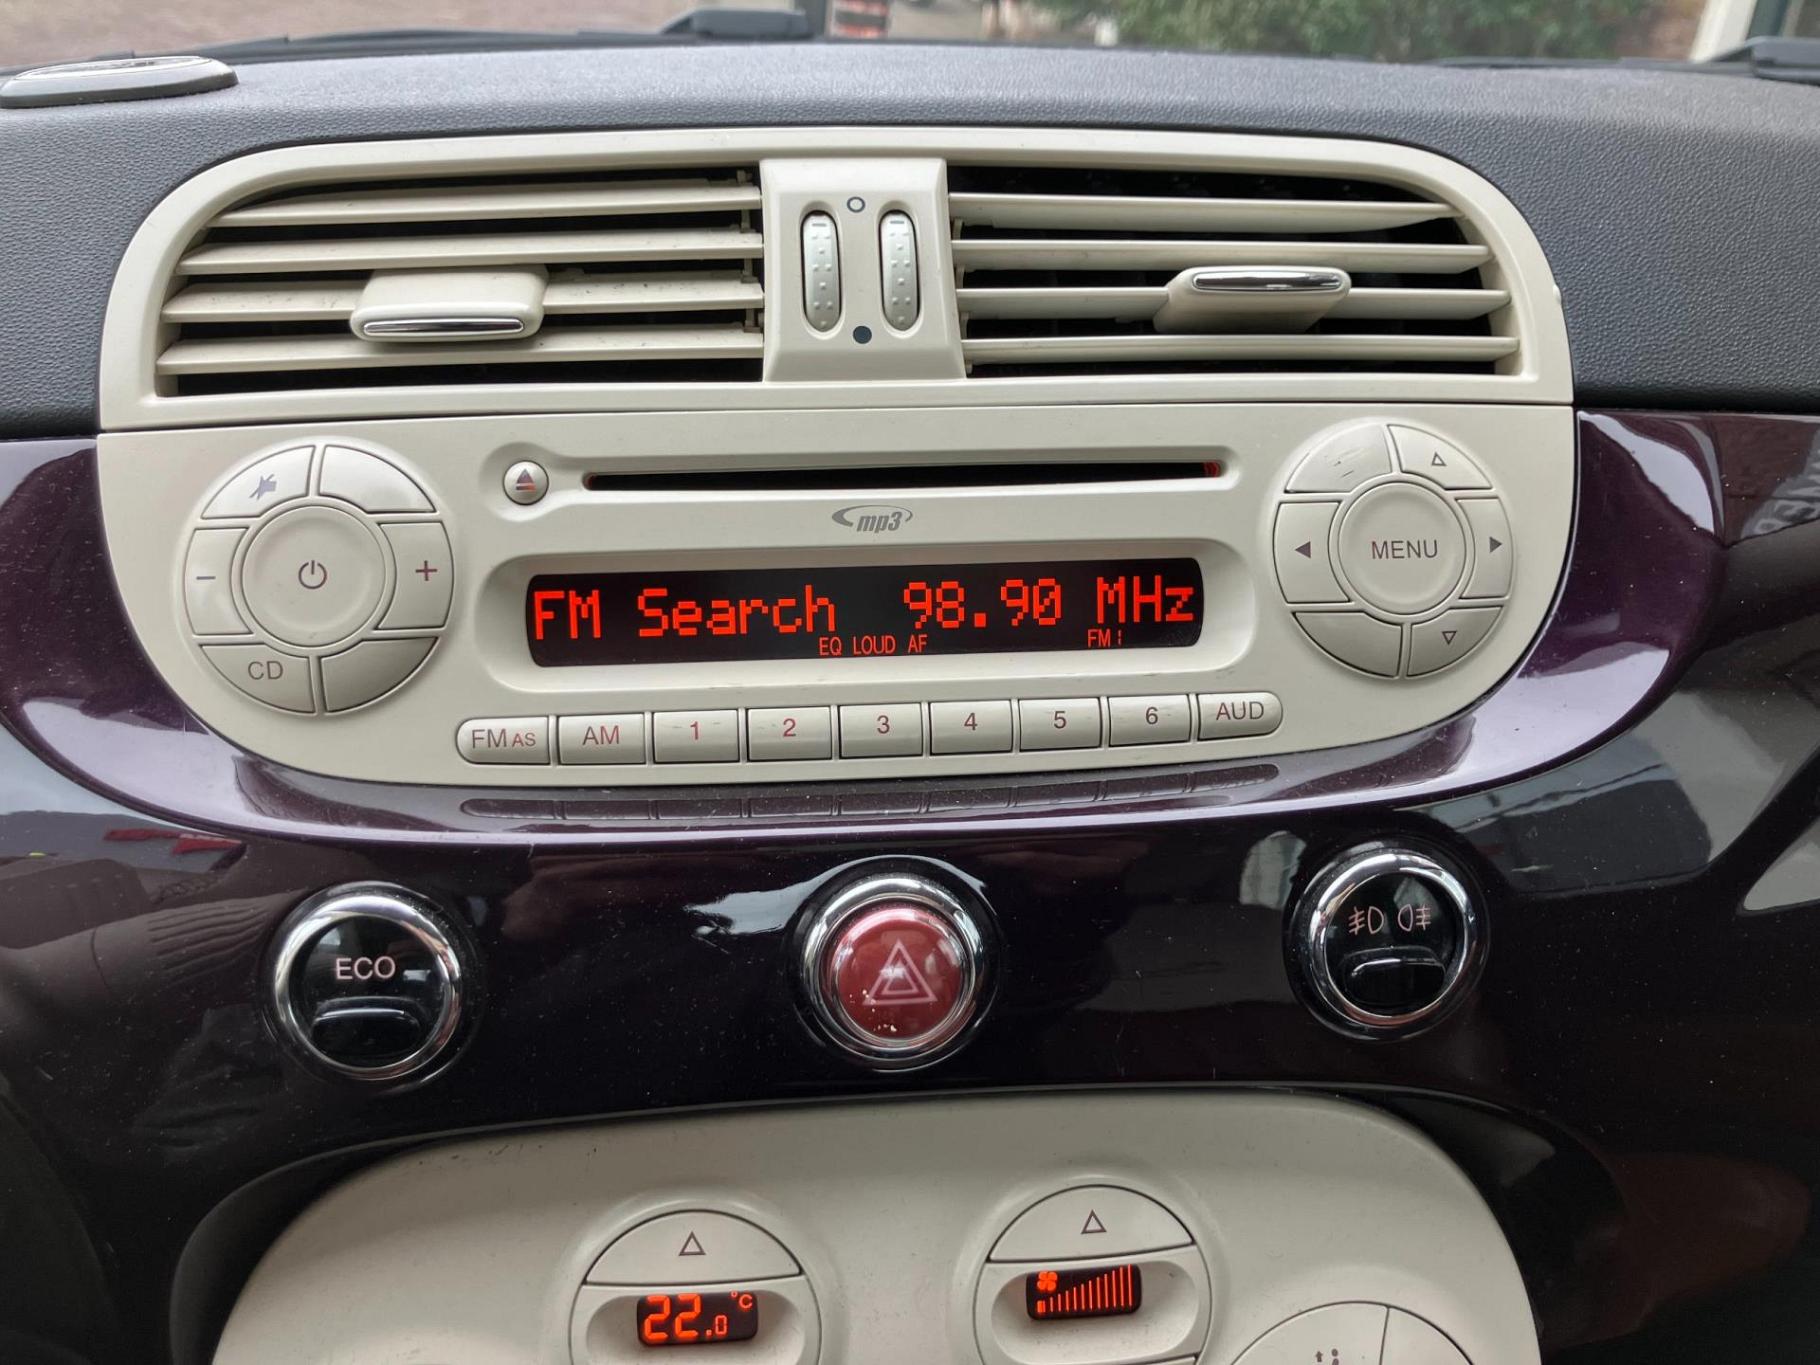 mp3
FM Search 98.90 MHz
EQ LOUD AF FM1
CD
MENU
FM AS AM 1 2 3 4 5 6 AUD
ECO
22.0 °C